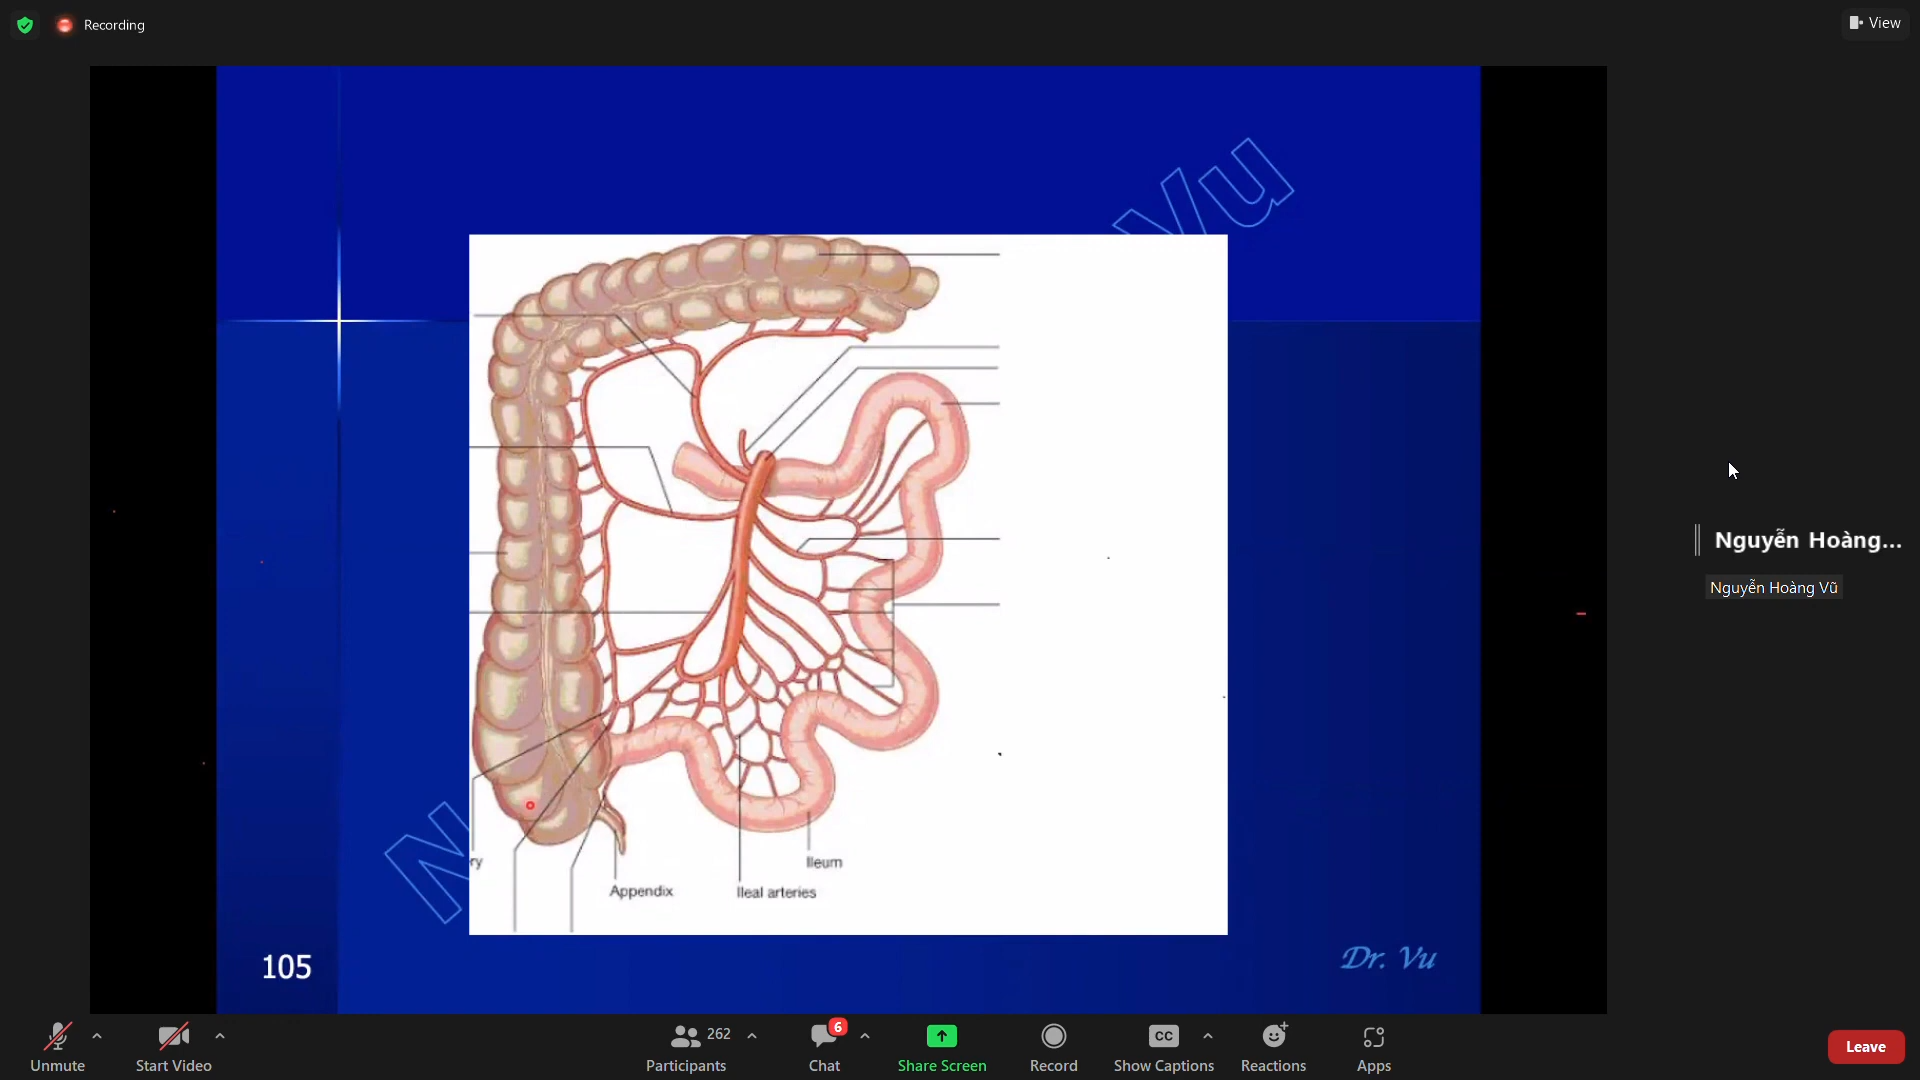 Recording
View
Vu
N
ry
Ileum
Appendix
Ileal arteries
105
Dr. Vu
Nguyễn Hoàng...
Nguyễn Hoàng Vũ
Unmute
Start Video
262
Participants
6
Chat
Share Screen
Record
CC
Show Captions
Reactions
Apps
Leave